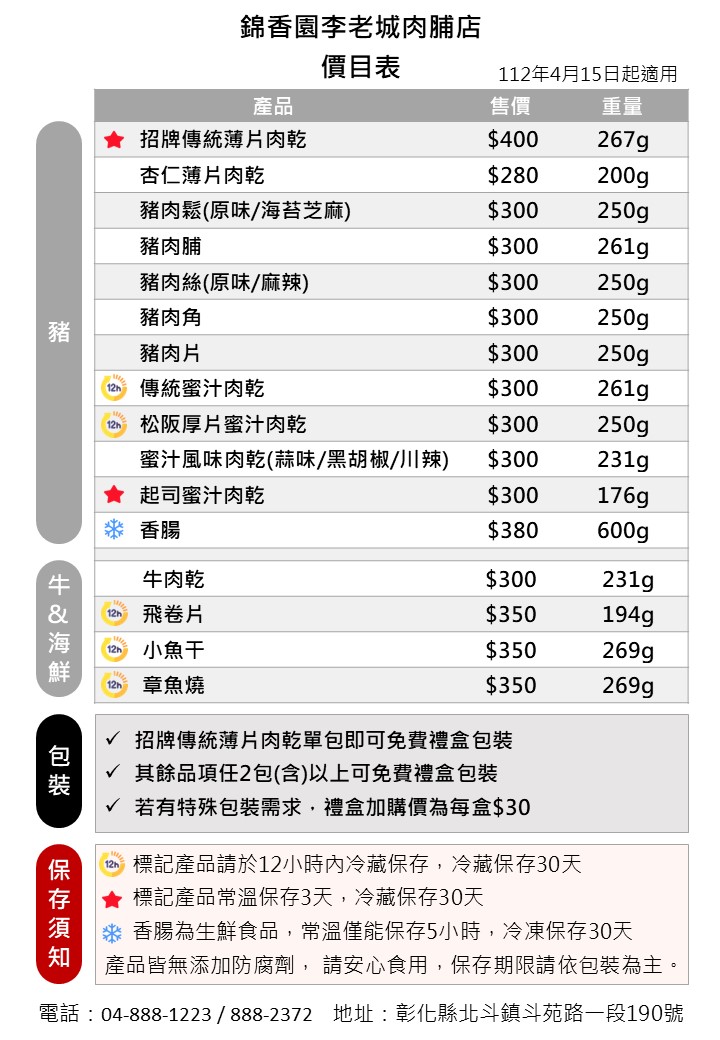 錦香園李老城肉脯店
價目表
112年4月15日起適用
產品 售價 重量
豬
招牌傳統薄片肉乾 $400 267g
杏仁薄片肉乾 $280 200g
豬肉鬆(原味/海苔芝麻) $300 250g
豬肉脯 $300 261g
豬肉絲(原味/麻辣) $300 250g
豬肉角 $300 250g
豬肉片 $300 250g
12h 傳統蜜汁肉乾 $300 261g
12h 松阪厚片蜜汁肉乾 $300 250g
蜜汁風味肉乾(蒜味/黑胡椒/川辣) $300 231g
起司蜜汁肉乾 $300 176g
香腸 $380 600g
牛&海鮮
牛肉乾 $300 231g
12h 飛卷片 $350 194g
12h 小魚干 $350 269g
12h 章魚燒 $350 269g
包裝
✓ 招牌傳統薄片肉乾單包即可免費禮盒包裝
✓ 其餘品項任2包(含)以上可免費禮盒包裝
✓ 若有特殊包裝需求，禮盒加購價為每盒$30
保存須知
12h 標記產品請於12小時內冷藏保存，冷藏保存30天
標記產品常溫保存3天，冷藏保存30天
香腸為生鮮食品，常溫僅能保存5小時，冷凍保存30天
產品皆無添加防腐劑， 請安心食用，保存期限請依包裝為主。
電話：04-888-1223 / 888-2372 地址：彰化縣北斗鎮斗苑路一段190號